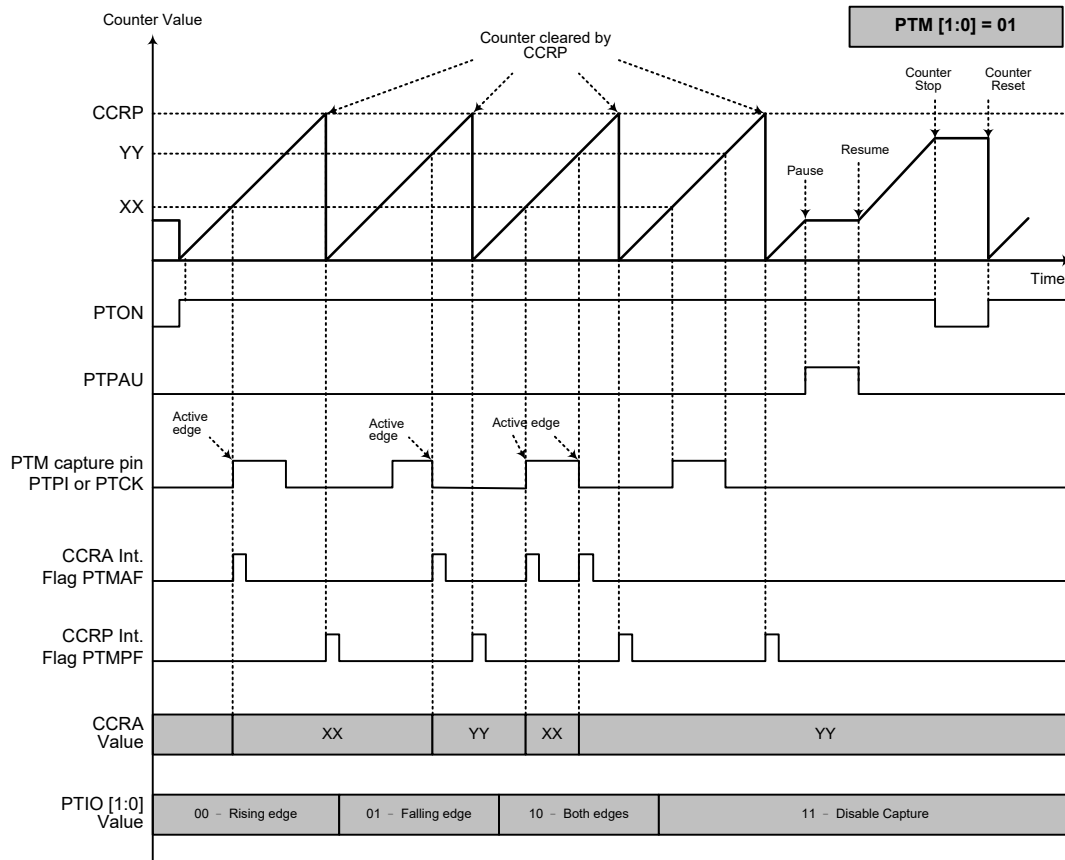 Counter Value
PTM [1:0] = 01
Counter cleared by
CCRP
Counter
Stop
Counter
Reset
CCRP
YY
XX
Pause
Resume
Time
PTON
PTPAU
Active
edge
Active
edge
Active edge
PTM capture pin
PTPI or PTCK
CCRA Int.
Flag PTMAF
CCRP Int.
Flag PTMPF
CCRA
Value
XX
YY
XX
YY
PTIO [1:0]
Value
00 - Rising edge
01 - Falling edge
10 - Both edges
11 - Disable Capture